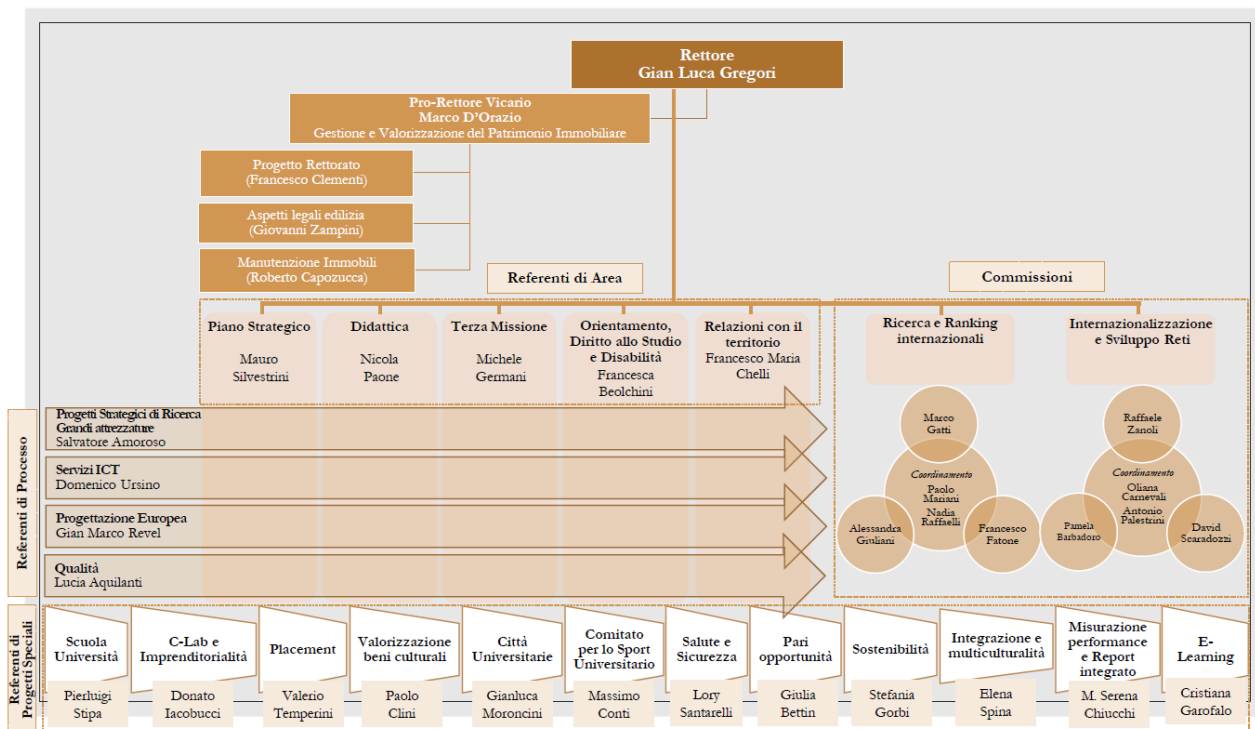 Rettore
Gian Luca Gregori
Pro-Rettore Vicario
Marco D'Orazio
Gestione e Valorizzazione del Patrimonio Immobiliare
Progetto Rettorato
(Francesco Clementi)
Aspetti legali edilizia
(Giovanni Zampini)
Manutenzione Immobili
(Roberto Capozucca)
Referenti di Area
Commissioni
Piano Strategico
Mauro
Silvestrini
Didattica
Nicola
Paone
Terza Missione
Michele
Germani
Orientamento,
Diritto allo Studio
e Disabilità
Francesca
Beolchini
Relazioni con il
territorio
Francesco Maria
Chelli
Ricerca e Ranking
internazionali
Internazionalizzazione
e Sviluppo Reti
Marco
Gatti
Coordinamento
Paolo
Mariani
Nadia
Raffaelli
Alessandra
Giuliani
Francesco
Fatone
Raffaele
Zanoli
Coordinamento
Oliana
Carnevali
Antonio
Palestrini
Pamela
Barbadoro
David
Scaradozzi
Referenti di Processo
Progetti Strategici di Ricerca
Grandi attrezzature
Salvatore Amoroso
Servizi ICT
Domenico Ursino
Progettazione Europea
Gian Marco Revel
Qualità
Lucia Aquilanti
Referenti di
Progetti Speciali
Scuola
Università
Pierluigi
Stipa
C-Lab e
Imprenditorialità
Donato
Iacobucci
Placement
Valerio
Temperini
Valorizzazione
beni culturali
Paolo
Clini
Città
Universitarie
Gianluca
Moroncini
Comitato
per lo Sport
Universitario
Massimo
Conti
Salute e
Sicurezza
Lory
Santarelli
Pari
opportunità
Giulia
Bettin
Sostenibilità
Stefania
Gorbi
Integrazione e
multiculturalità
Elena
Spina
Misurazione
performance
e Report
integrato
M. Serena
Chiucchi
E-
Learning
Cristiana
Garofalo